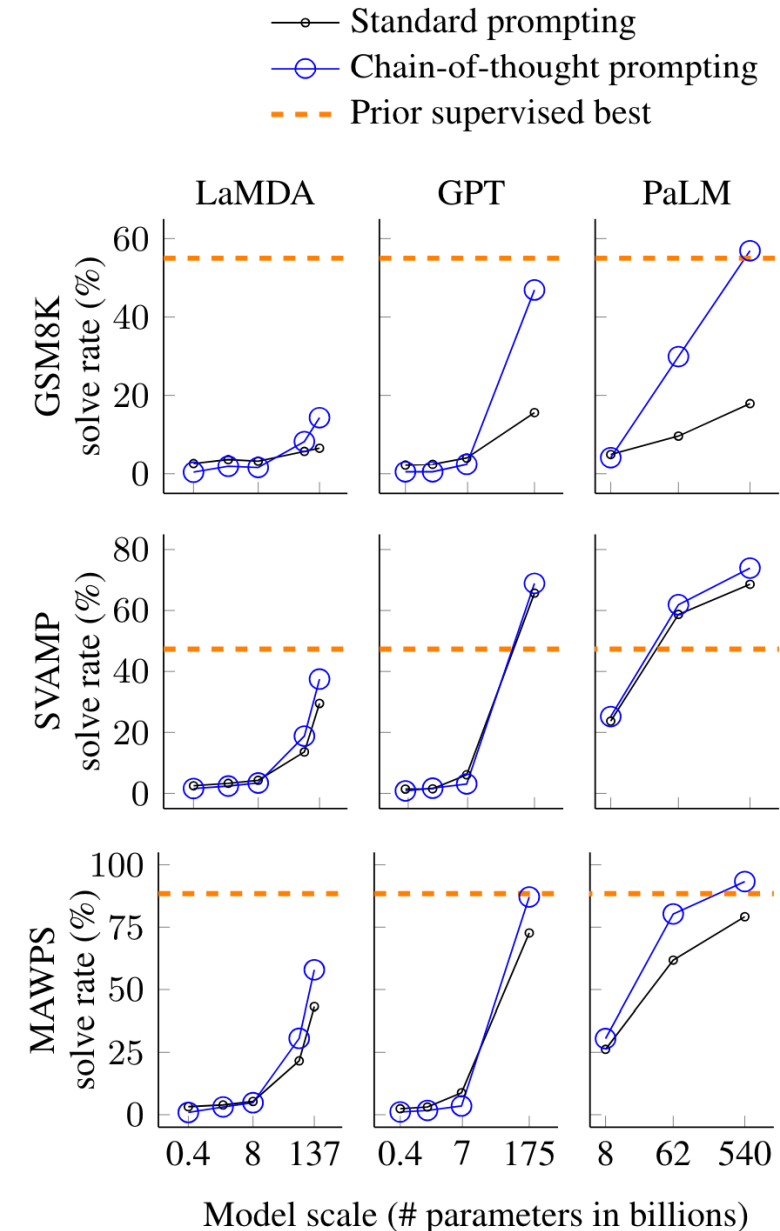 Standard prompting
Chain-of-thought prompting
Prior supervised best
LaMDA GPT PaLM
GSM8K
solve rate (%)
60
40
20
0
SVAMP
solve rate (%)
80
60
40
20
0
MAWPS
solve rate (%)
100
75
50
25
0
0.4 8 137 0.4 7 175 8 62 540
Model scale (# parameters in billions)